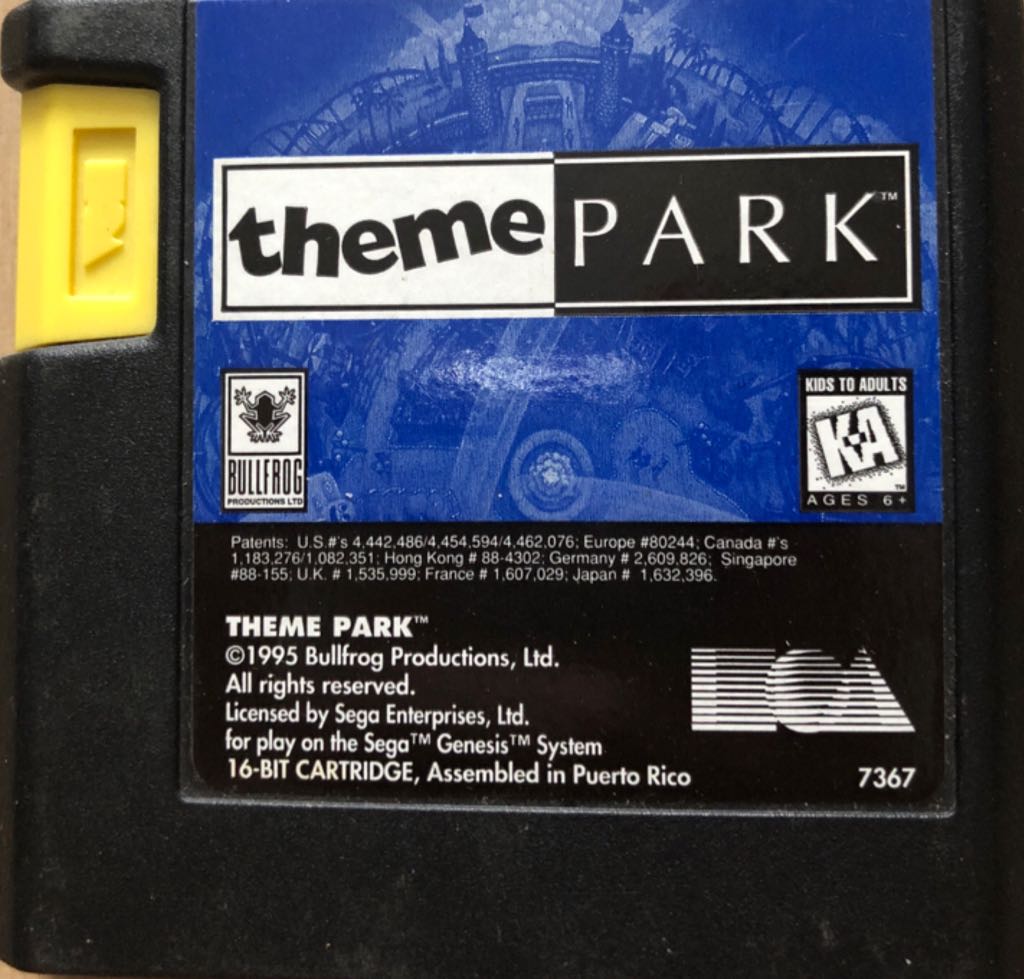 theme PARK™
KIDS TO ADULTS
K-A
™
AGES 6+
BULLFROG
PRODUCTIONS LTD
Patents: U.S.#'s 4,442,486/4,454,594/4,462,076; Europe #80244; Canada #'s
1,183,276/1,082,351; Hong Kong # 88-4302; Germany # 2,609,826; Singapore
#88-155; U.K. # 1,535,999; France # 1,607,029; Japan # 1,632,396.
THEME PARK™
©1995 Bullfrog Productions, Ltd.
All rights reserved.
Licensed by Sega Enterprises, Ltd.
for play on the Sega™ Genesis™ System
16-BIT CARTRIDGE, Assembled in Puerto Rico
EA
7367